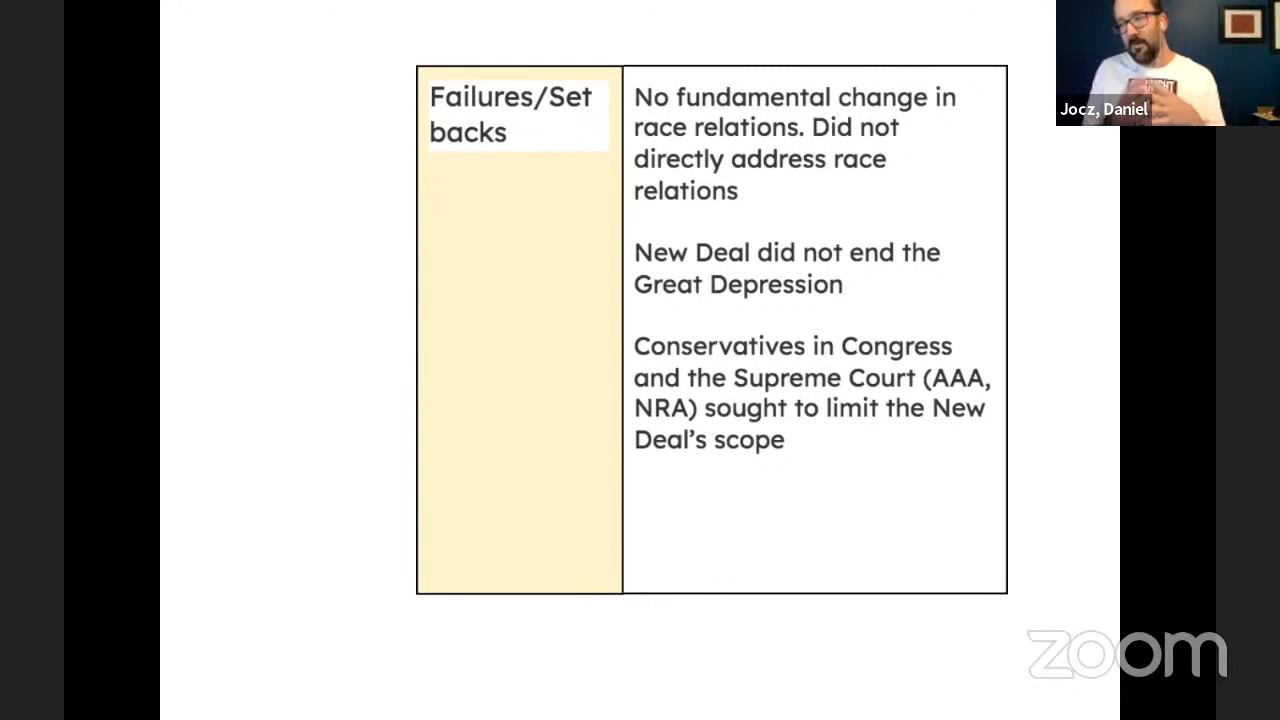 Failures/Set
backs
No fundamental change in
race relations. Did not
directly address race
relations
New Deal did not end the
Great Depression
Conservatives in Congress
and the Supreme Court (AAA,
NRA) sought to limit the New
Deal’s scope
Jocz, Daniel
zoom